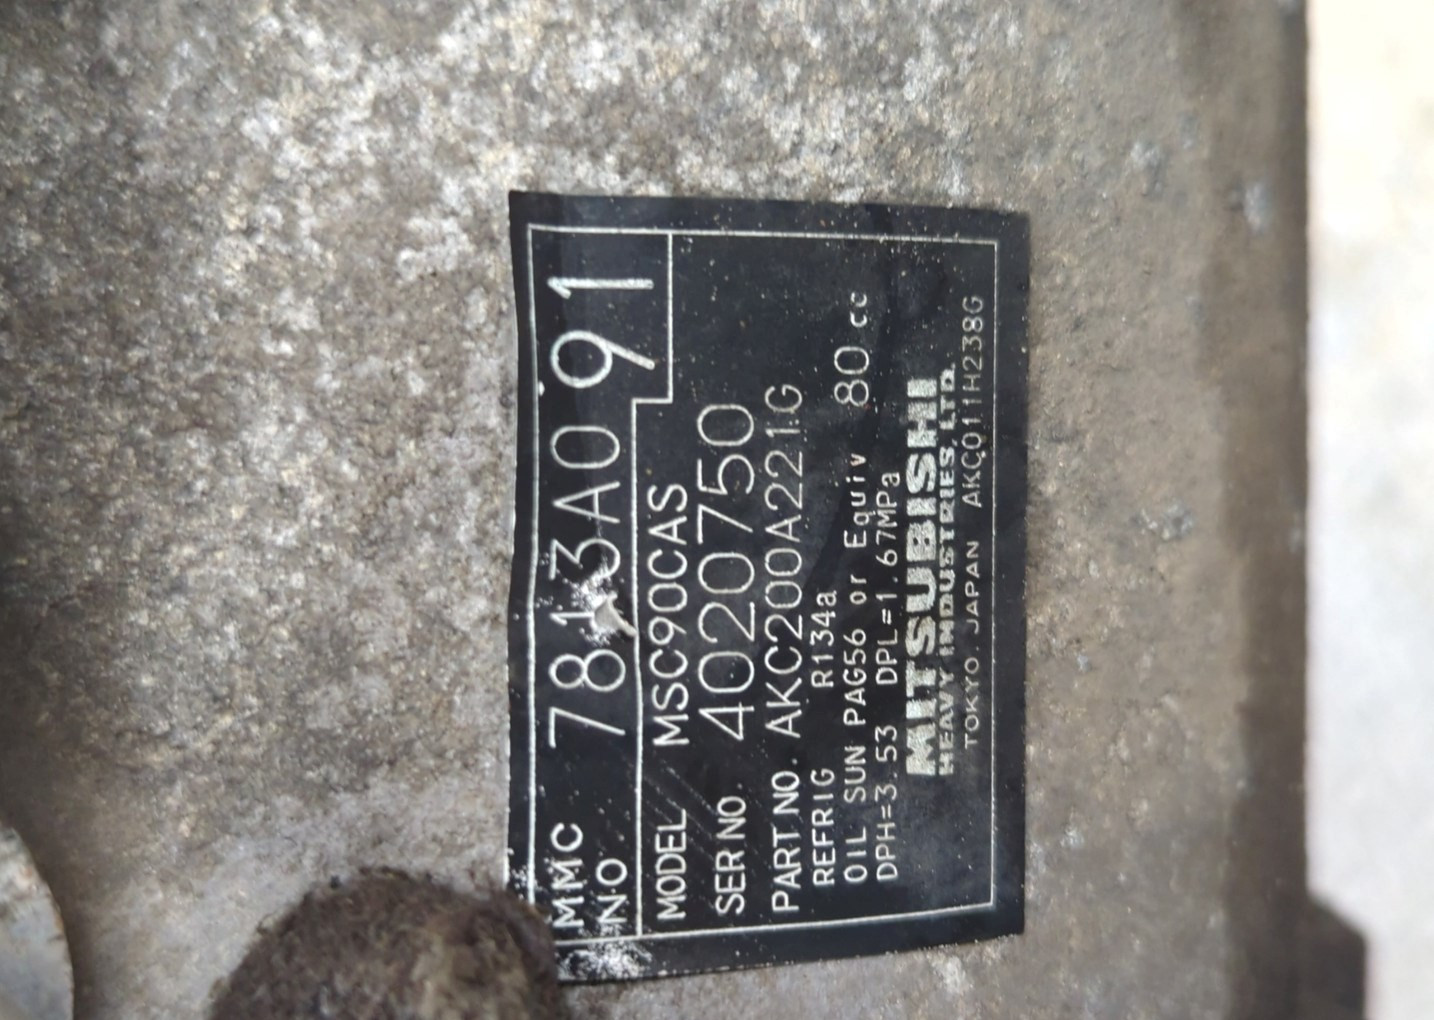 MMC NO 7813A091
MODEL MSC90CAS
SER NO 4020750
PART.NO. AKC200A221G
REFRIG R134a
OIL SUN PAG56 or Equiv 80 cc
DPH=3.53 DPL=1.67MPa
MITSUBISHI
HEAVY INDUSTRIES, LTD.
TOKYO, JAPAN AKC011H238G